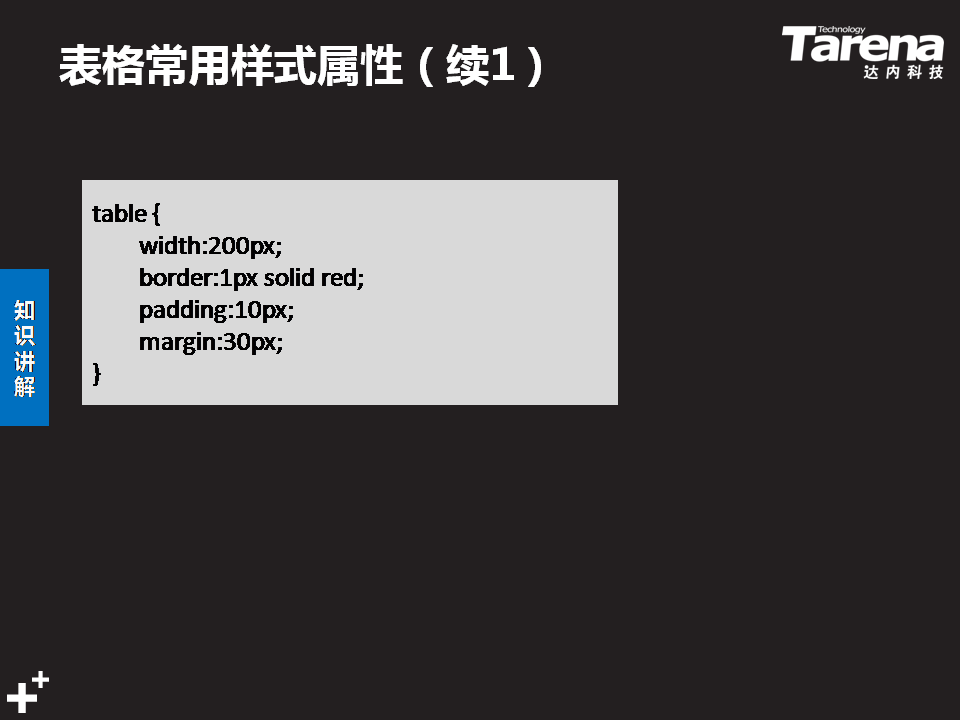 表格常用样式属性（续1）
Technology
Tarena
达内科技
table {
width:200px;
border:1px solid red;
padding:10px;
margin:30px;
}
知
识
讲
解